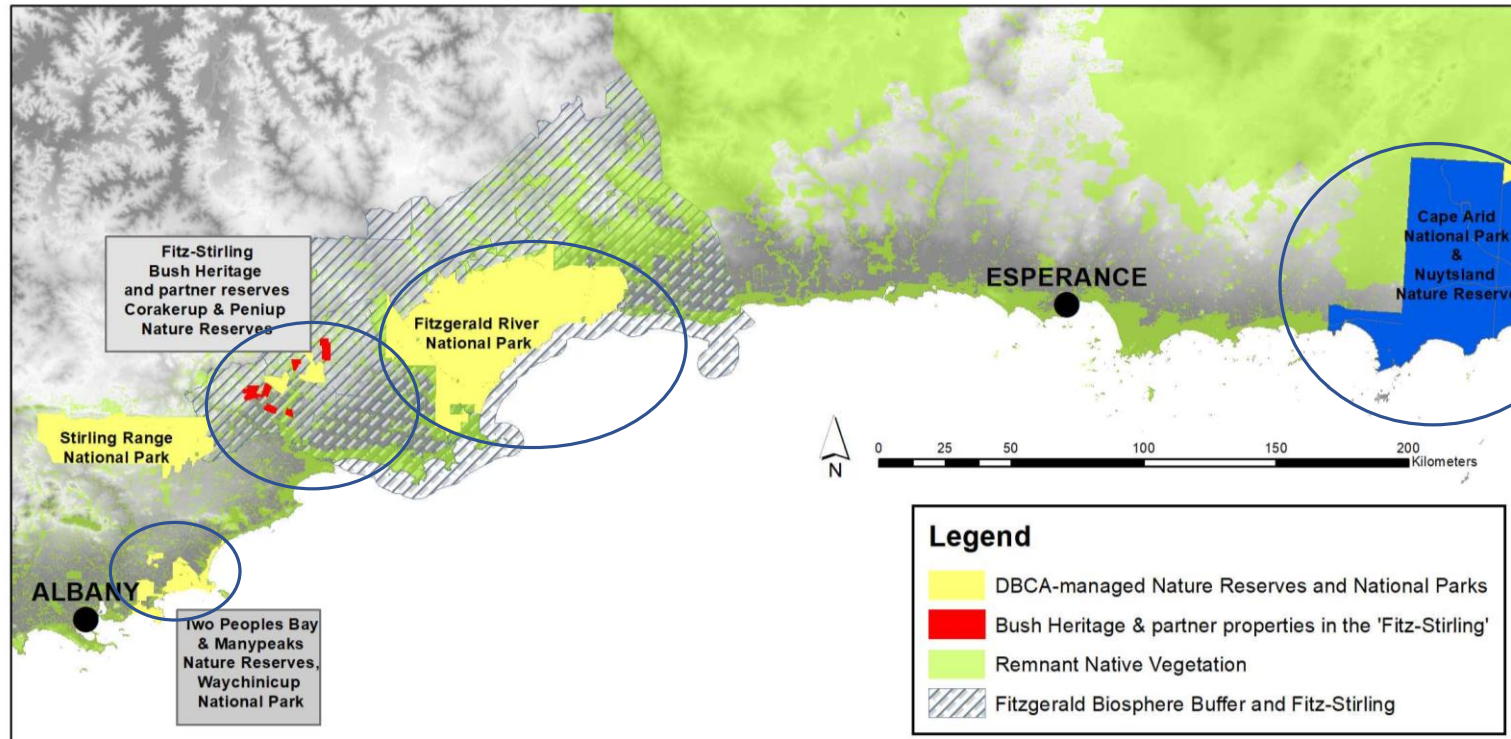 Fitz-Stirling
Bush Heritage
and partner reserves
Corakerup & Peniup
Nature Reserves
Fitzgerald River
National Park
Stirling Range
National Park
ALBANY
Two Peoples Bay
& Manypeaks
Nature Reserves,
Waychinicup
National Park
ESPERANCE
Cape Arid
National Park
&
Nuytsland
Nature Reserve
N
0 25 50 100 150 200
Kilometers
Legend
DBCA-managed Nature Reserves and National Parks
Bush Heritage & partner properties in the 'Fitz-Stirling'
Remnant Native Vegetation
Fitzgerald Biosphere Buffer and Fitz-Stirling